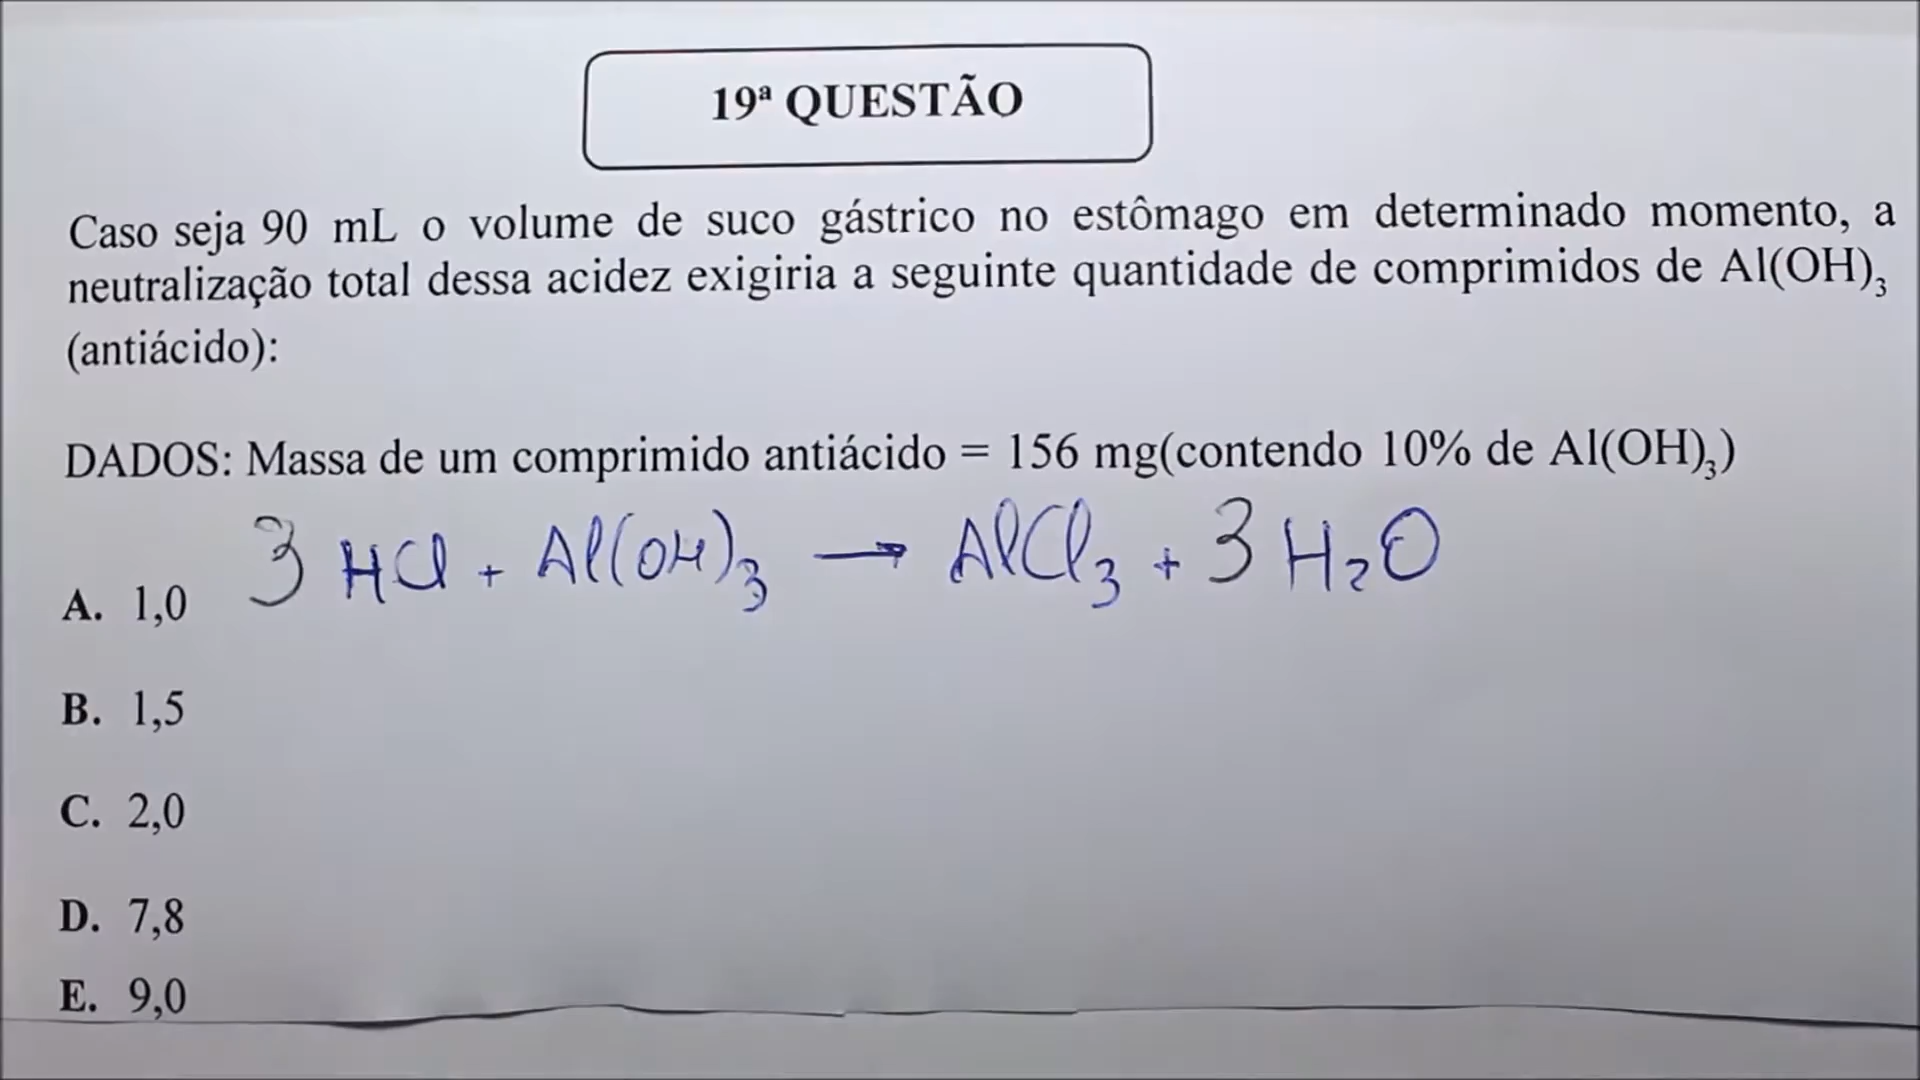 19ª QUESTÃO
Caso seja 90 mL o volume de suco gástrico no estômago em determinado momento, a
neutralização total dessa acidez exigiria a seguinte quantidade de comprimidos de Al(OH)₃
(antiácido):
DADOS: Massa de um comprimido antiácido = 156 mg(contendo 10% de Al(OH)₃)
3 HCl + Al(OH)₃ → AlCl₃ + 3 H₂O
A. 1,0
B. 1,5
C. 2,0
D. 7,8
E. 9,0